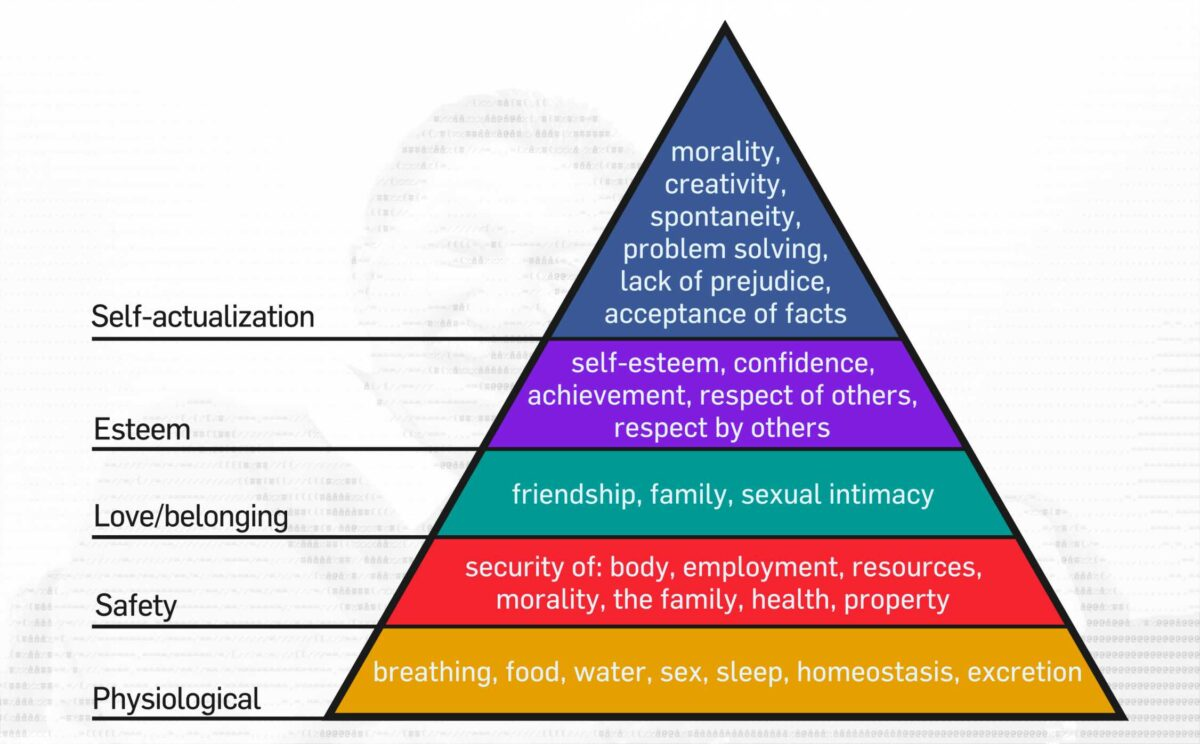 morality,
creativity,
spontaneity,
problem solving,
lack of prejudice,
acceptance of facts
Self-actualization
self-esteem, confidence,
achievement, respect of others,
respect by others
Esteem
friendship, family, sexual intimacy
Love/belonging
security of: body, employment, resources,
morality, the family, health, property
Safety
breathing, food, water, sex, sleep, homeostasis, excretion
Physiological